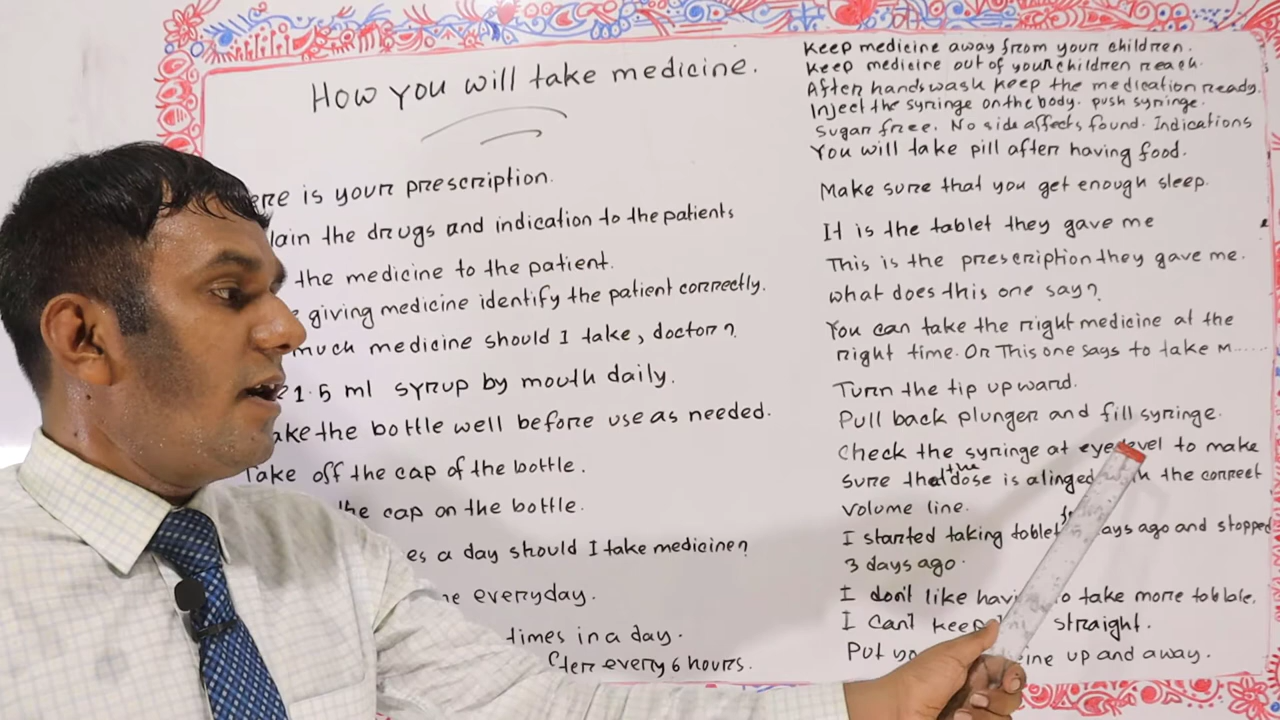 How you will take medicine.
ere is your prescription.
lain the drugs and indication to the patients
the medicine to the patient.
giving medicine identify the patient correctly.
much medicine should I take, doctor?
21.5 ml syrup by mouth daily.
ake the bottle well before use as needed.
Take off the cap of the bottle.
the cap on the bottle.
es a day should I take medicine?
everyday.
times in a day.
fter every 6 hours.
Keep medicine away from your children.
Keep medicine out of your children reach.
After hands wash keep the medication ready.
Inject the syringe on the body. push syringe.
Sugar free. No side affects found. Indications
You will take pill after having food.
Make sure that you get enough sleep.
It is the tablet they gave me
This is the prescription they gave me.
what does this one say?
You can take the right medicine at the
right time. Or This one says to take m......
Turn the tip upward.
Pull back plunger and fill syringe.
Check the syringe at eye level to make
sure that the dose is alinged the correct
volume line.
I started taking toblet ays ago and stopped
3 days ago.
I don't like havi to take more tobble.
I can't keep straight.
Put yo ine up and away.